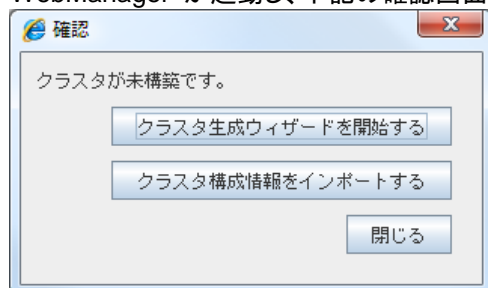 WebManager が起動し、下記の確認画面
確認
クラスタが未構築です。
クラスタ生成ウィザードを開始する
クラスタ構成情報をインポートする
閉じる